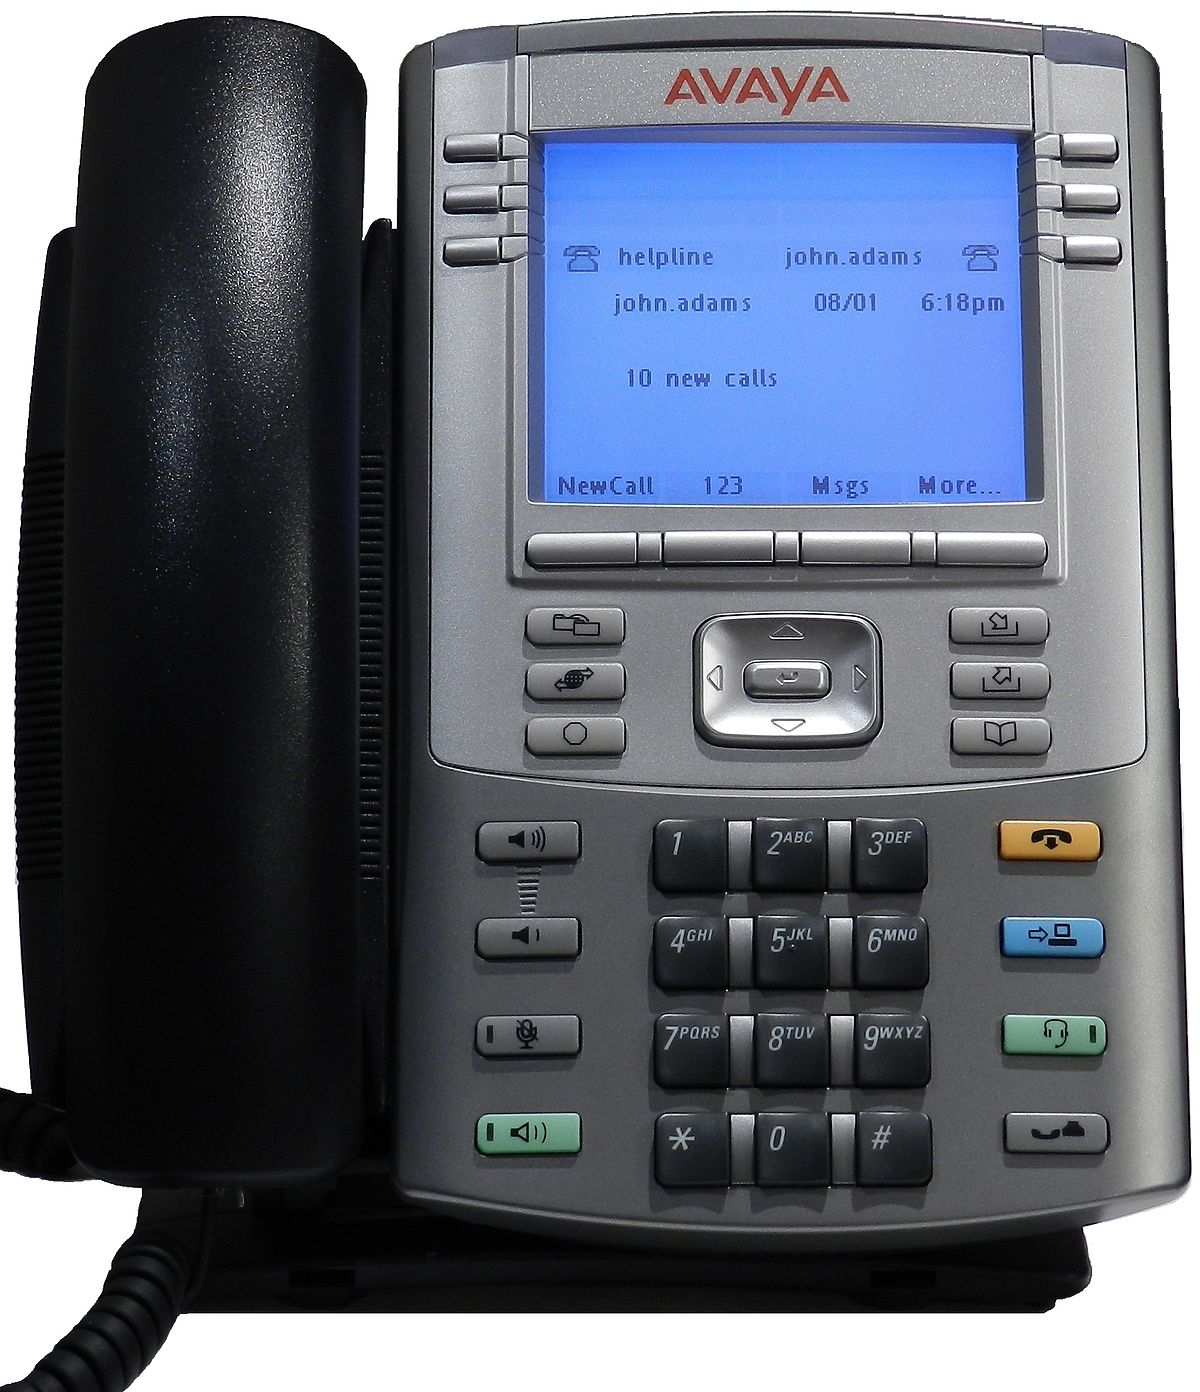 AVAYA
helpline john.adams
john.adams 08/01 6:18pm
10 new calls
NewCall 123 Msgs More...
1 2ABC 3DEF
4GHI 5JKL 6MNO
7PQRS 8TUV 9WXYZ
* 0 #